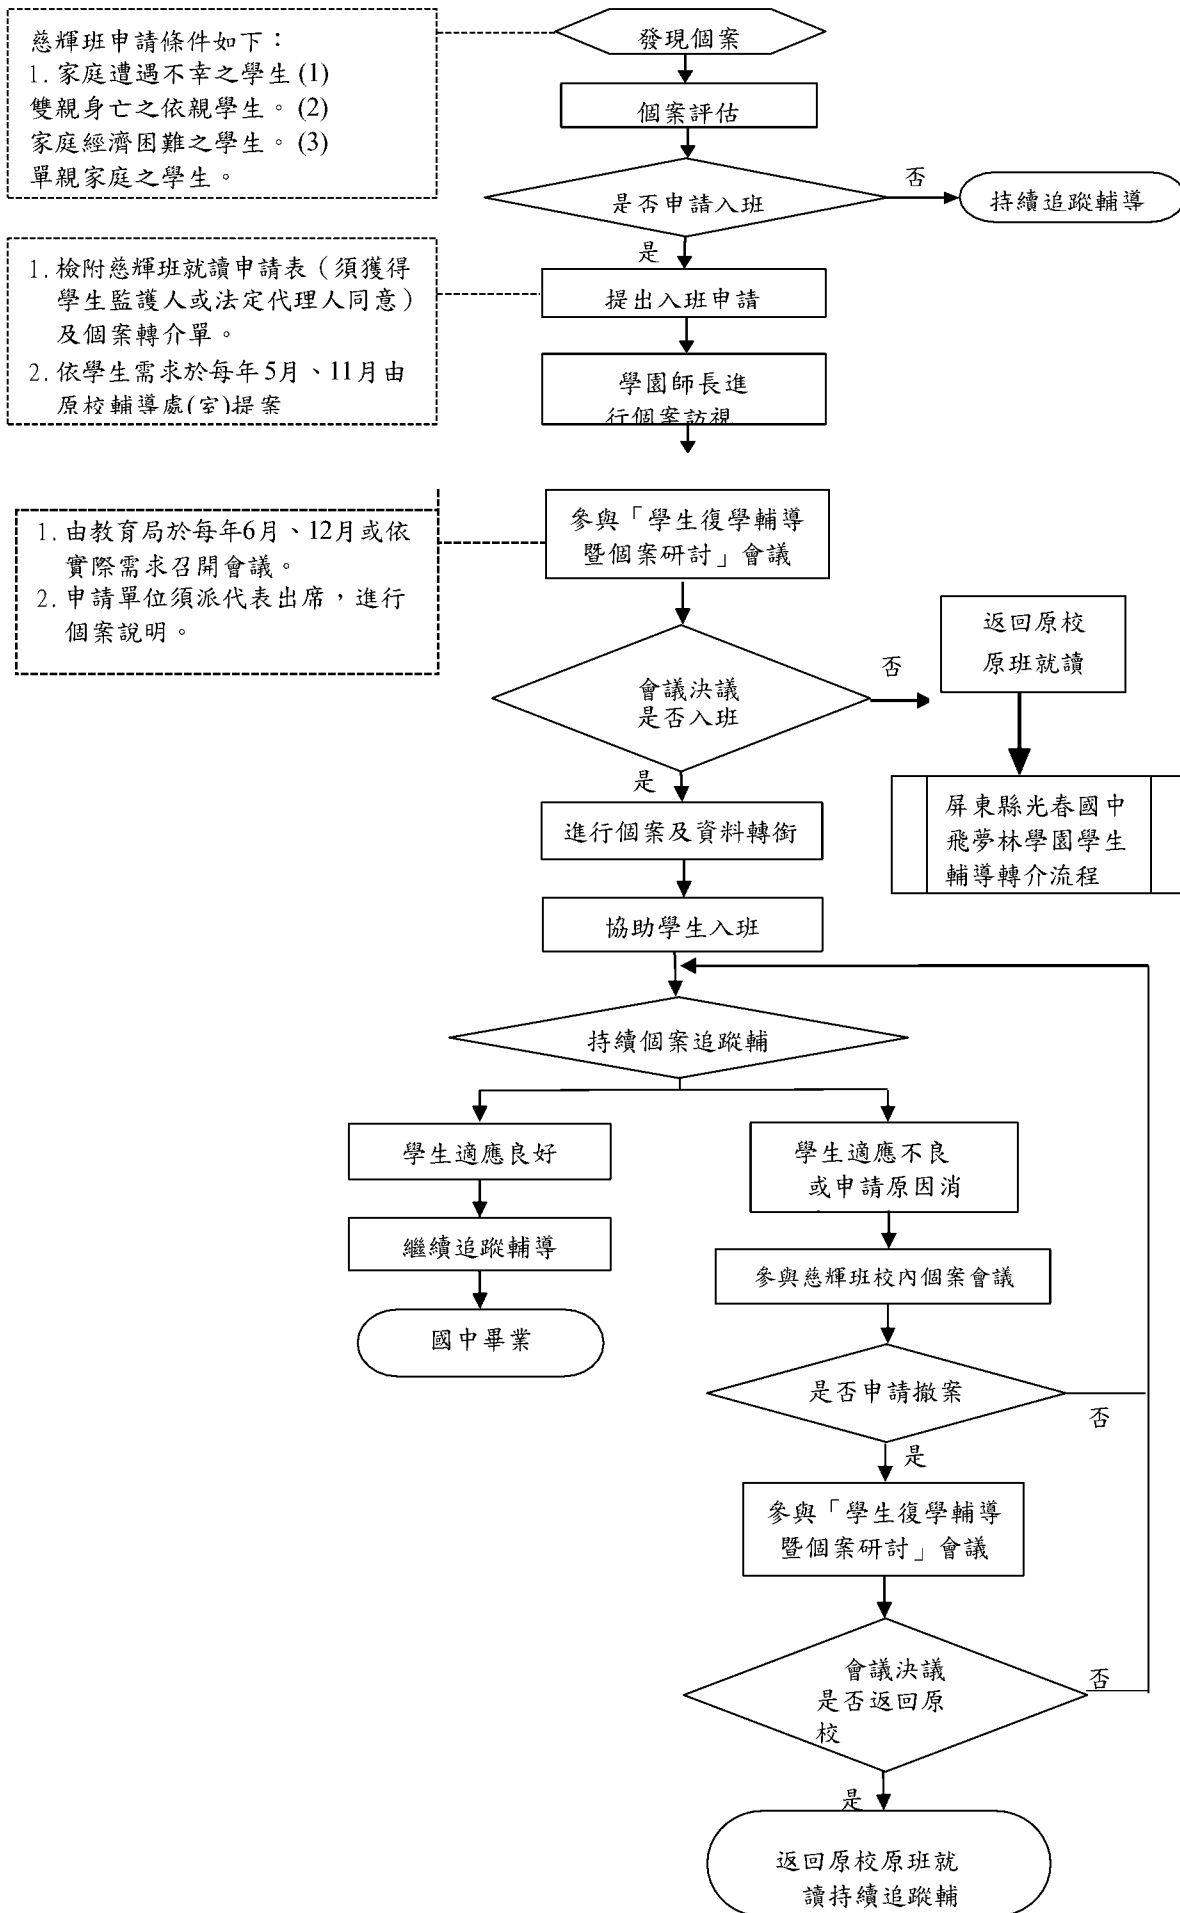 慈輝班申請條件如下：
1. 家庭遭遇不幸之學生 (1)
雙親身亡之依親學生。(2)
家庭經濟困難之學生。(3)
單親家庭之學生。
發現個案
個案評估
是否申請入班
否
持續追蹤輔導
是
1. 檢附慈輝班就讀申請表（須獲得
學生監護人或法定代理人同意）
及個案轉介單。
2. 依學生需求於每年5月、11月由
原校輔導處(室)提案
提出入班申請
學園師長進
行個案訪視
1. 由教育局於每年6月、12月或依
實際需求召開會議。
2. 申請單位須派代表出席，進行
個案說明。
參與「學生復學輔導
暨個案研討」會議
會議決議
是否入班
否
返回原校
原班就讀
屏東縣光春國中
飛夢林學園學生
輔導轉介流程
是
進行個案及資料轉銜
協助學生入班
持續個案追蹤輔
學生適應良好
繼續追蹤輔導
國中畢業
學生適應不良
或申請原因消
參與慈輝班校內個案會議
是否申請撤案
否
是
參與「學生復學輔導
暨個案研討」會議
會議決議
是否返回原
校
否
是
返回原校原班就
讀持續追蹤輔